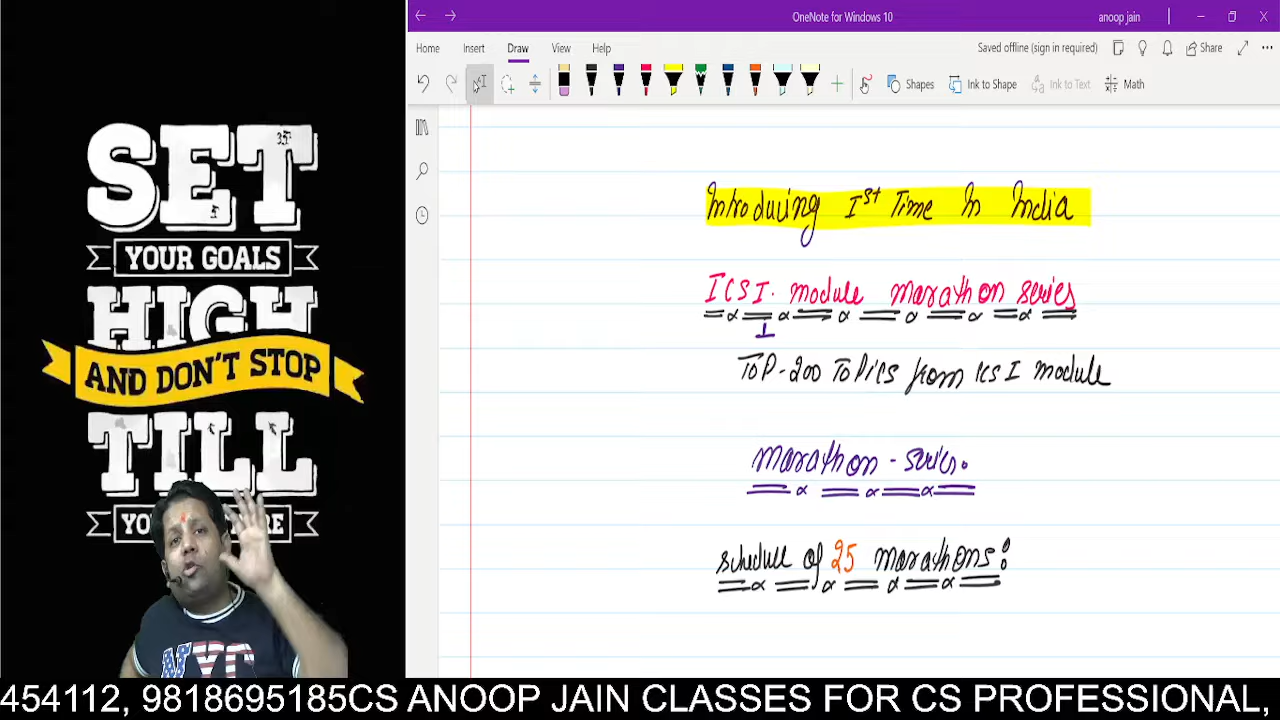 SET
YOUR GOALS
HIGH
AND DON'T STOP
TILL
NYC
OneNote for Windows 10
anoop jain
Home Insert Draw View Help
Saved offline (sign in required)
Share
Shapes
Ink to Shape
Ink to Text
Math
Introducing Ist Time In India
ICSI. module marathon series
I
TOP-200 TOPICS from ICSI module
marathon - series.
schedule of 25 marathons:
454112, 9818695185CS ANOOP JAIN CLASSES FOR CS PROFESSIONAL,